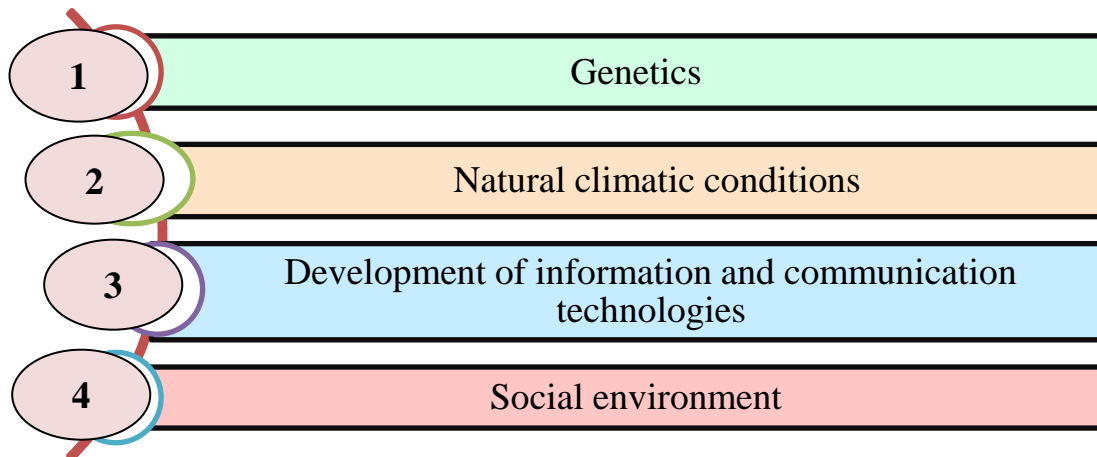 1
Genetics
2
Natural climatic conditions
3
Development of information and communication
technologies
4
Social environment